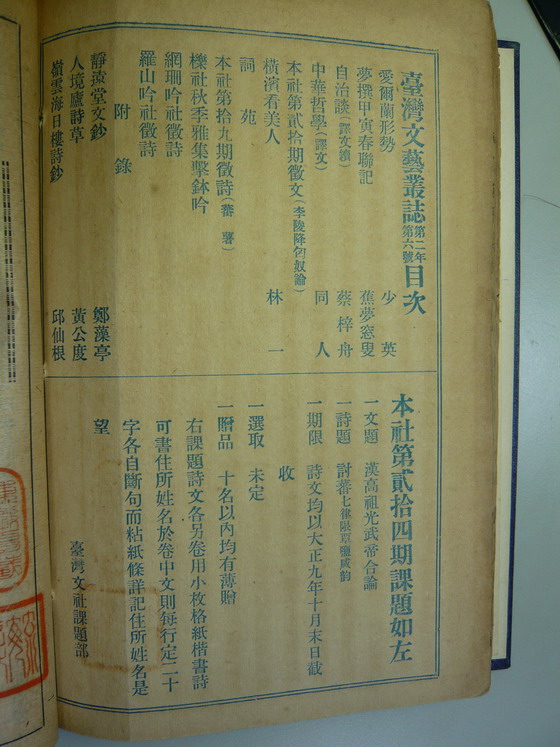 臺灣文藝叢誌第二年第六號目次
愛爾蘭形勢 少英
夢撰甲寅春聯記 蕉夢窓叟
自治談(譯文續) 蔡梓舟
中華哲學(譯文) 同人
本社第貳拾期徵文(李陵降匈奴論)
橫濱看美人 林一
詞苑
本社第拾九期徵詩(蕃薯)
櫟社秋季雅集擊鉢吟
網珊吟社徵詩
羅山吟社徵詩
附錄
靜遠堂文鈔 鄭藻亭
人境廬詩草 黃公度
嶺雲海日樓詩鈔 邱仙根
本社第貳拾四期課題如左
一文題 漢高祖光武帝合論
一詩題 討蕃七律限覃鹽咸韵
一期限 詩文均以大正九年十月末日截
收
一選取 未定
一贈品 十名以內均有薄贈
右課題詩文各另卷用小枚格紙楷書詩
可書住所姓名於卷中文則每行定二十
字各自斷句而粘紙條詳記住所姓名是
望
臺灣文社課題部